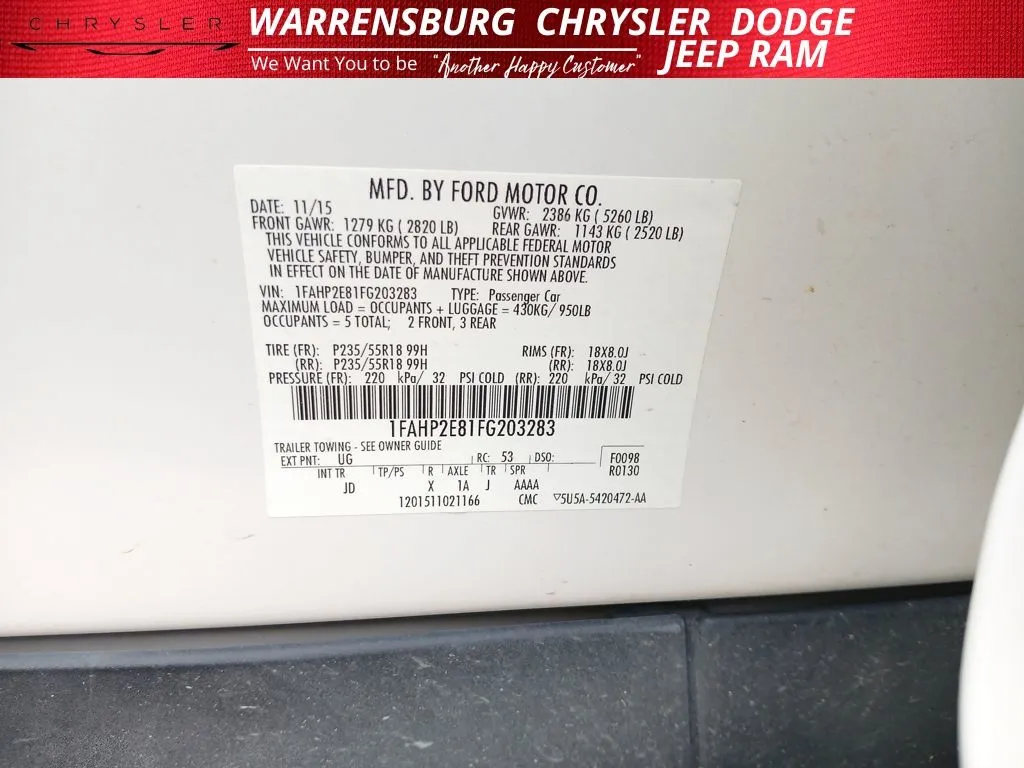 CHRYSLER
WARRENSBURG CHRYSLER DODGE
JEEP RAM
We Want You to be "Another Happy Customer"
MFD. BY FORD MOTOR CO.
DATE: 11/15 GVWR: 2386 KG ( 5260 LB)
FRONT GAWR: 1279 KG ( 2820 LB) REAR GAWR: 1143 KG ( 2520 LB)
THIS VEHICLE CONFORMS TO ALL APPLICABLE FEDERAL MOTOR
VEHICLE SAFETY, BUMPER, AND THEFT PREVENTION STANDARDS
IN EFFECT ON THE DATE OF MANUFACTURE SHOWN ABOVE.
VIN: 1FAHP2E81FG203283 TYPE: Passenger Car
MAXIMUM LOAD = OCCUPANTS + LUGGAGE = 430KG/ 950LB
OCCUPANTS = 5 TOTAL; 2 FRONT, 3 REAR
TIRE (FR): P235/55R18 99H RIMS (FR): 18X8.0J
(RR): P235/55R18 99H (RR): 18X8.0J
PRESSURE (FR): 220 kPa/ 32 PSI COLD (RR): 220 kPa/ 32 PSI COLD
1FAHP2E81FG203283
TRAILER TOWING - SEE OWNER GUIDE
EXT PNT: UG RC: 53 DSO: F0098
INT TR TP/PS R AXLE TR SPR R0130
JD X 1A J AAAA
1201511021166 CMC ▽5U5A-5420472-AA